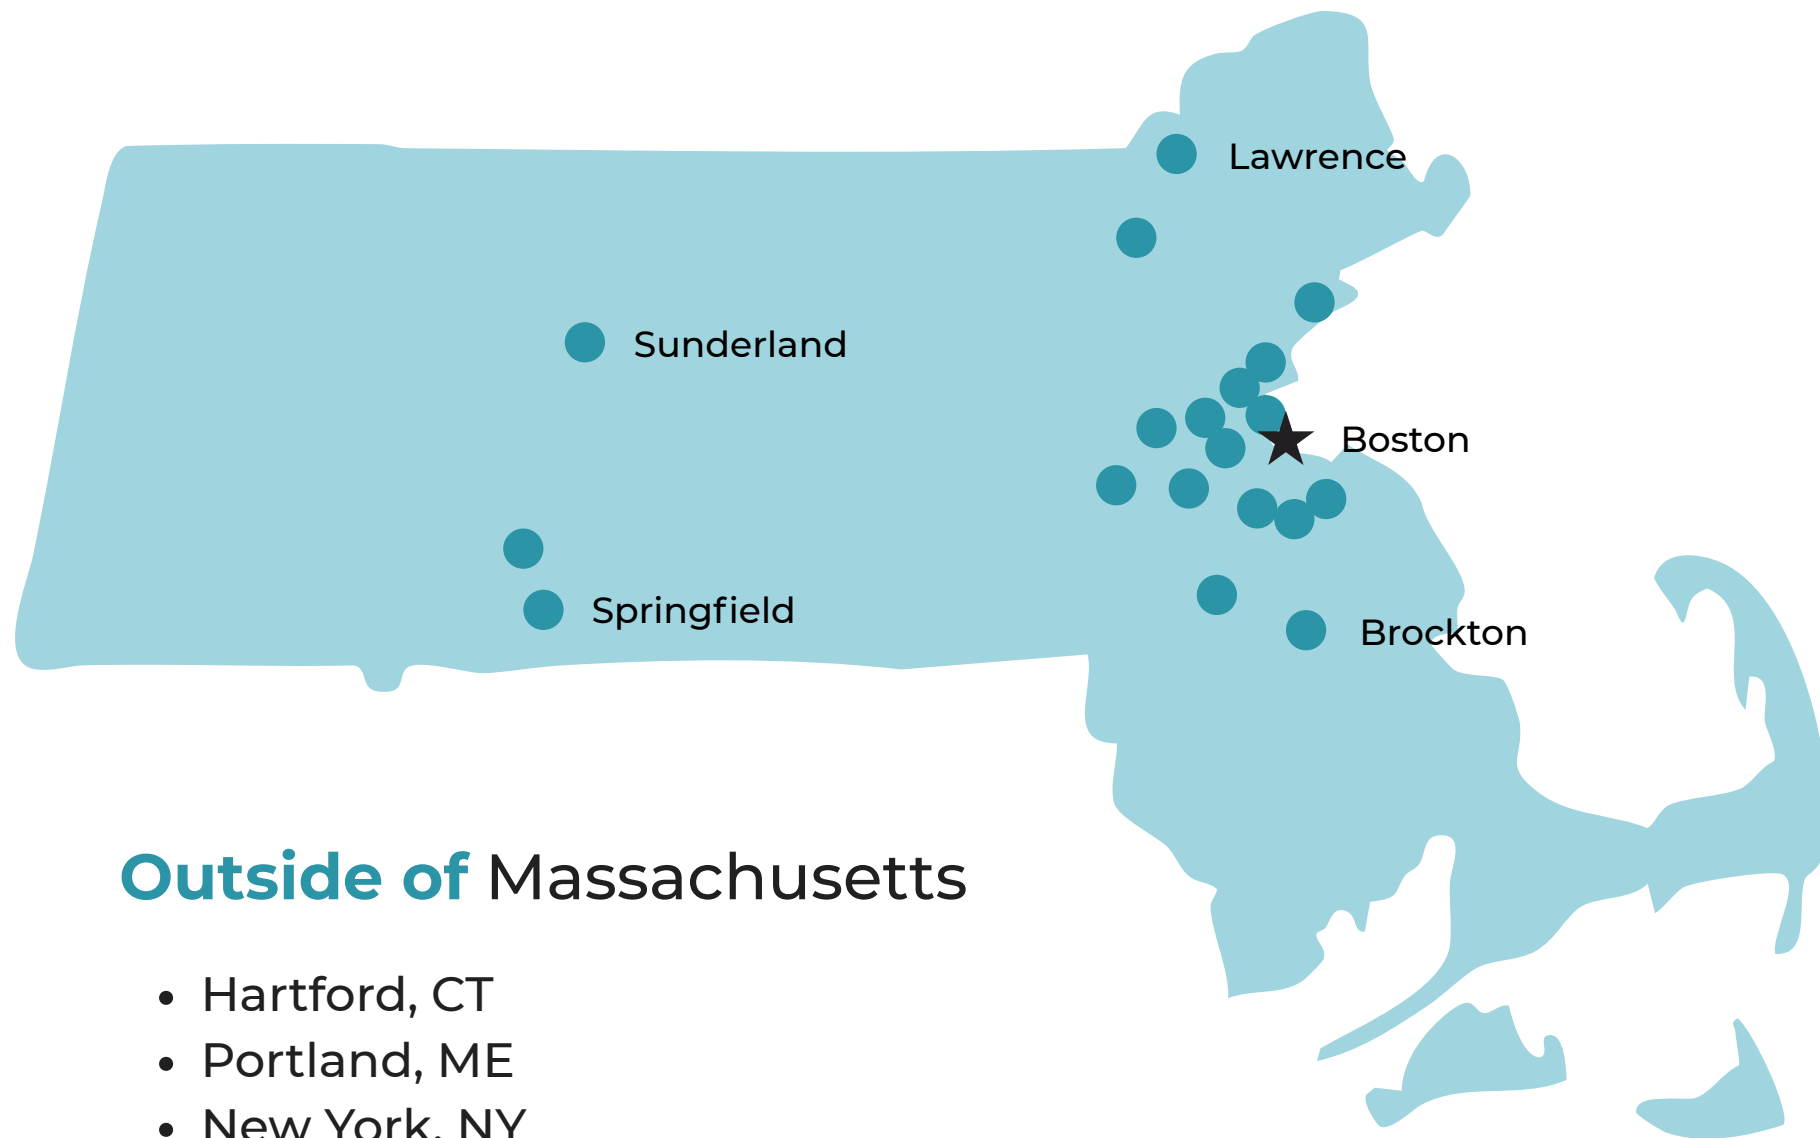 Lawrence
Sunderland
Boston
Springfield
Brockton
Outside of Massachusetts
• Hartford, CT
• Portland, ME
• New York, NY